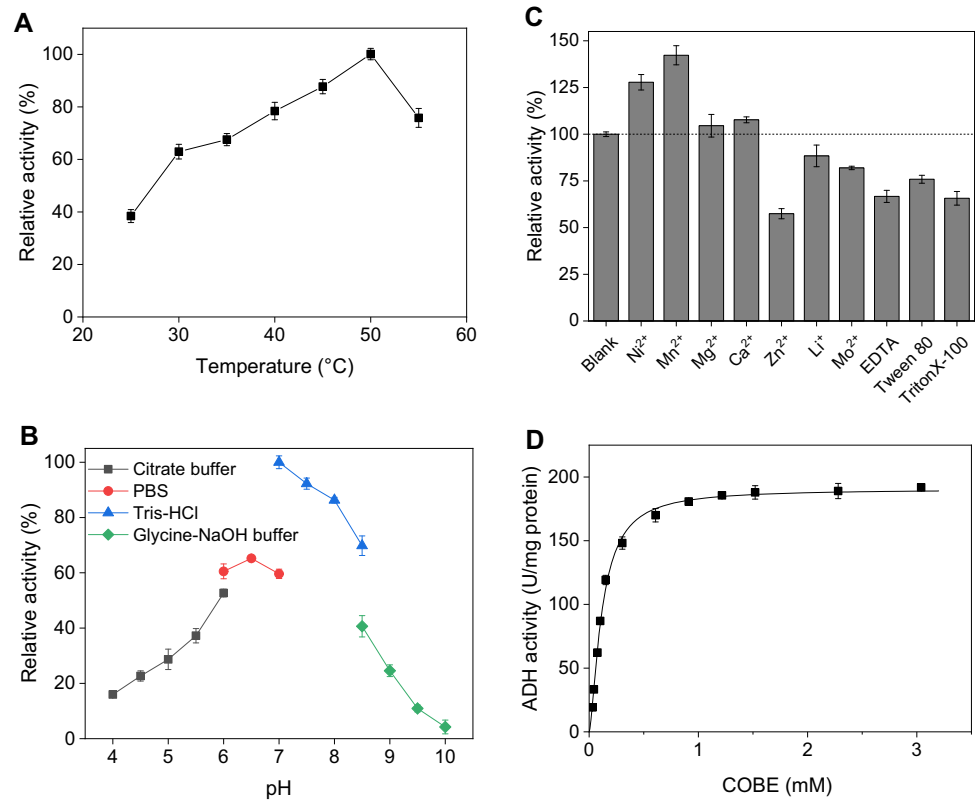 A
Relative activity (%)
100
80
60
40
20
0
20 30 40 50 60
Temperature (°C)
C
Relative activity (%)
150
125
100
75
50
25
0
Blank Ni²⁺ Mn²⁺ Mg²⁺ Ca²⁺ Zn²⁺ Li⁺ Mo²⁺ EDTA Tween 80 TritonX-100
B
Relative activity (%)
100
80
60
40
20
0
Citrate buffer
PBS
Tris-HCl
Glycine-NaOH buffer
4 5 6 7 8 9 10
pH
D
ADH activity (U/mg protein)
200
150
100
50
0
0 1 2 3
COBE (mM)